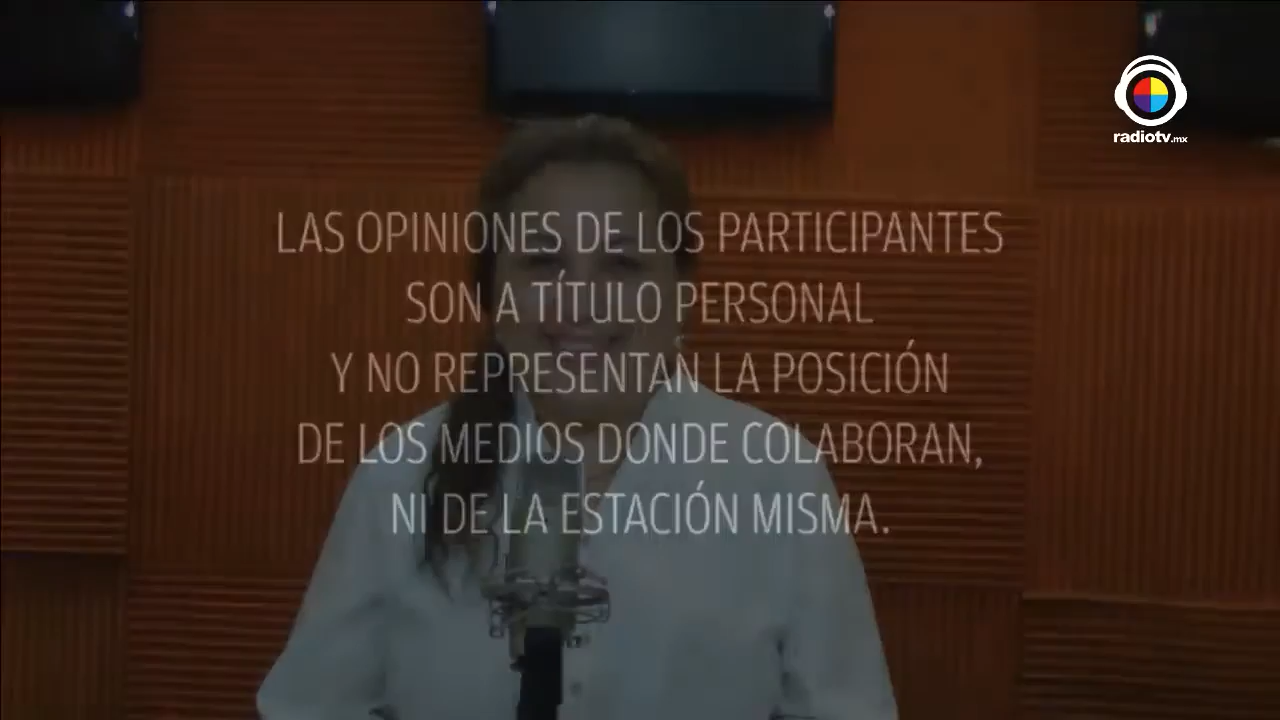 radiotv.mx
LAS OPINIONES DE LOS PARTICIPANTES
SON A TÍTULO PERSONAL
Y NO REPRESENTAN LA POSICIÓN
DE LOS MEDIOS DONDE COLABORAN,
NI DE LA ESTACIÓN MISMA.